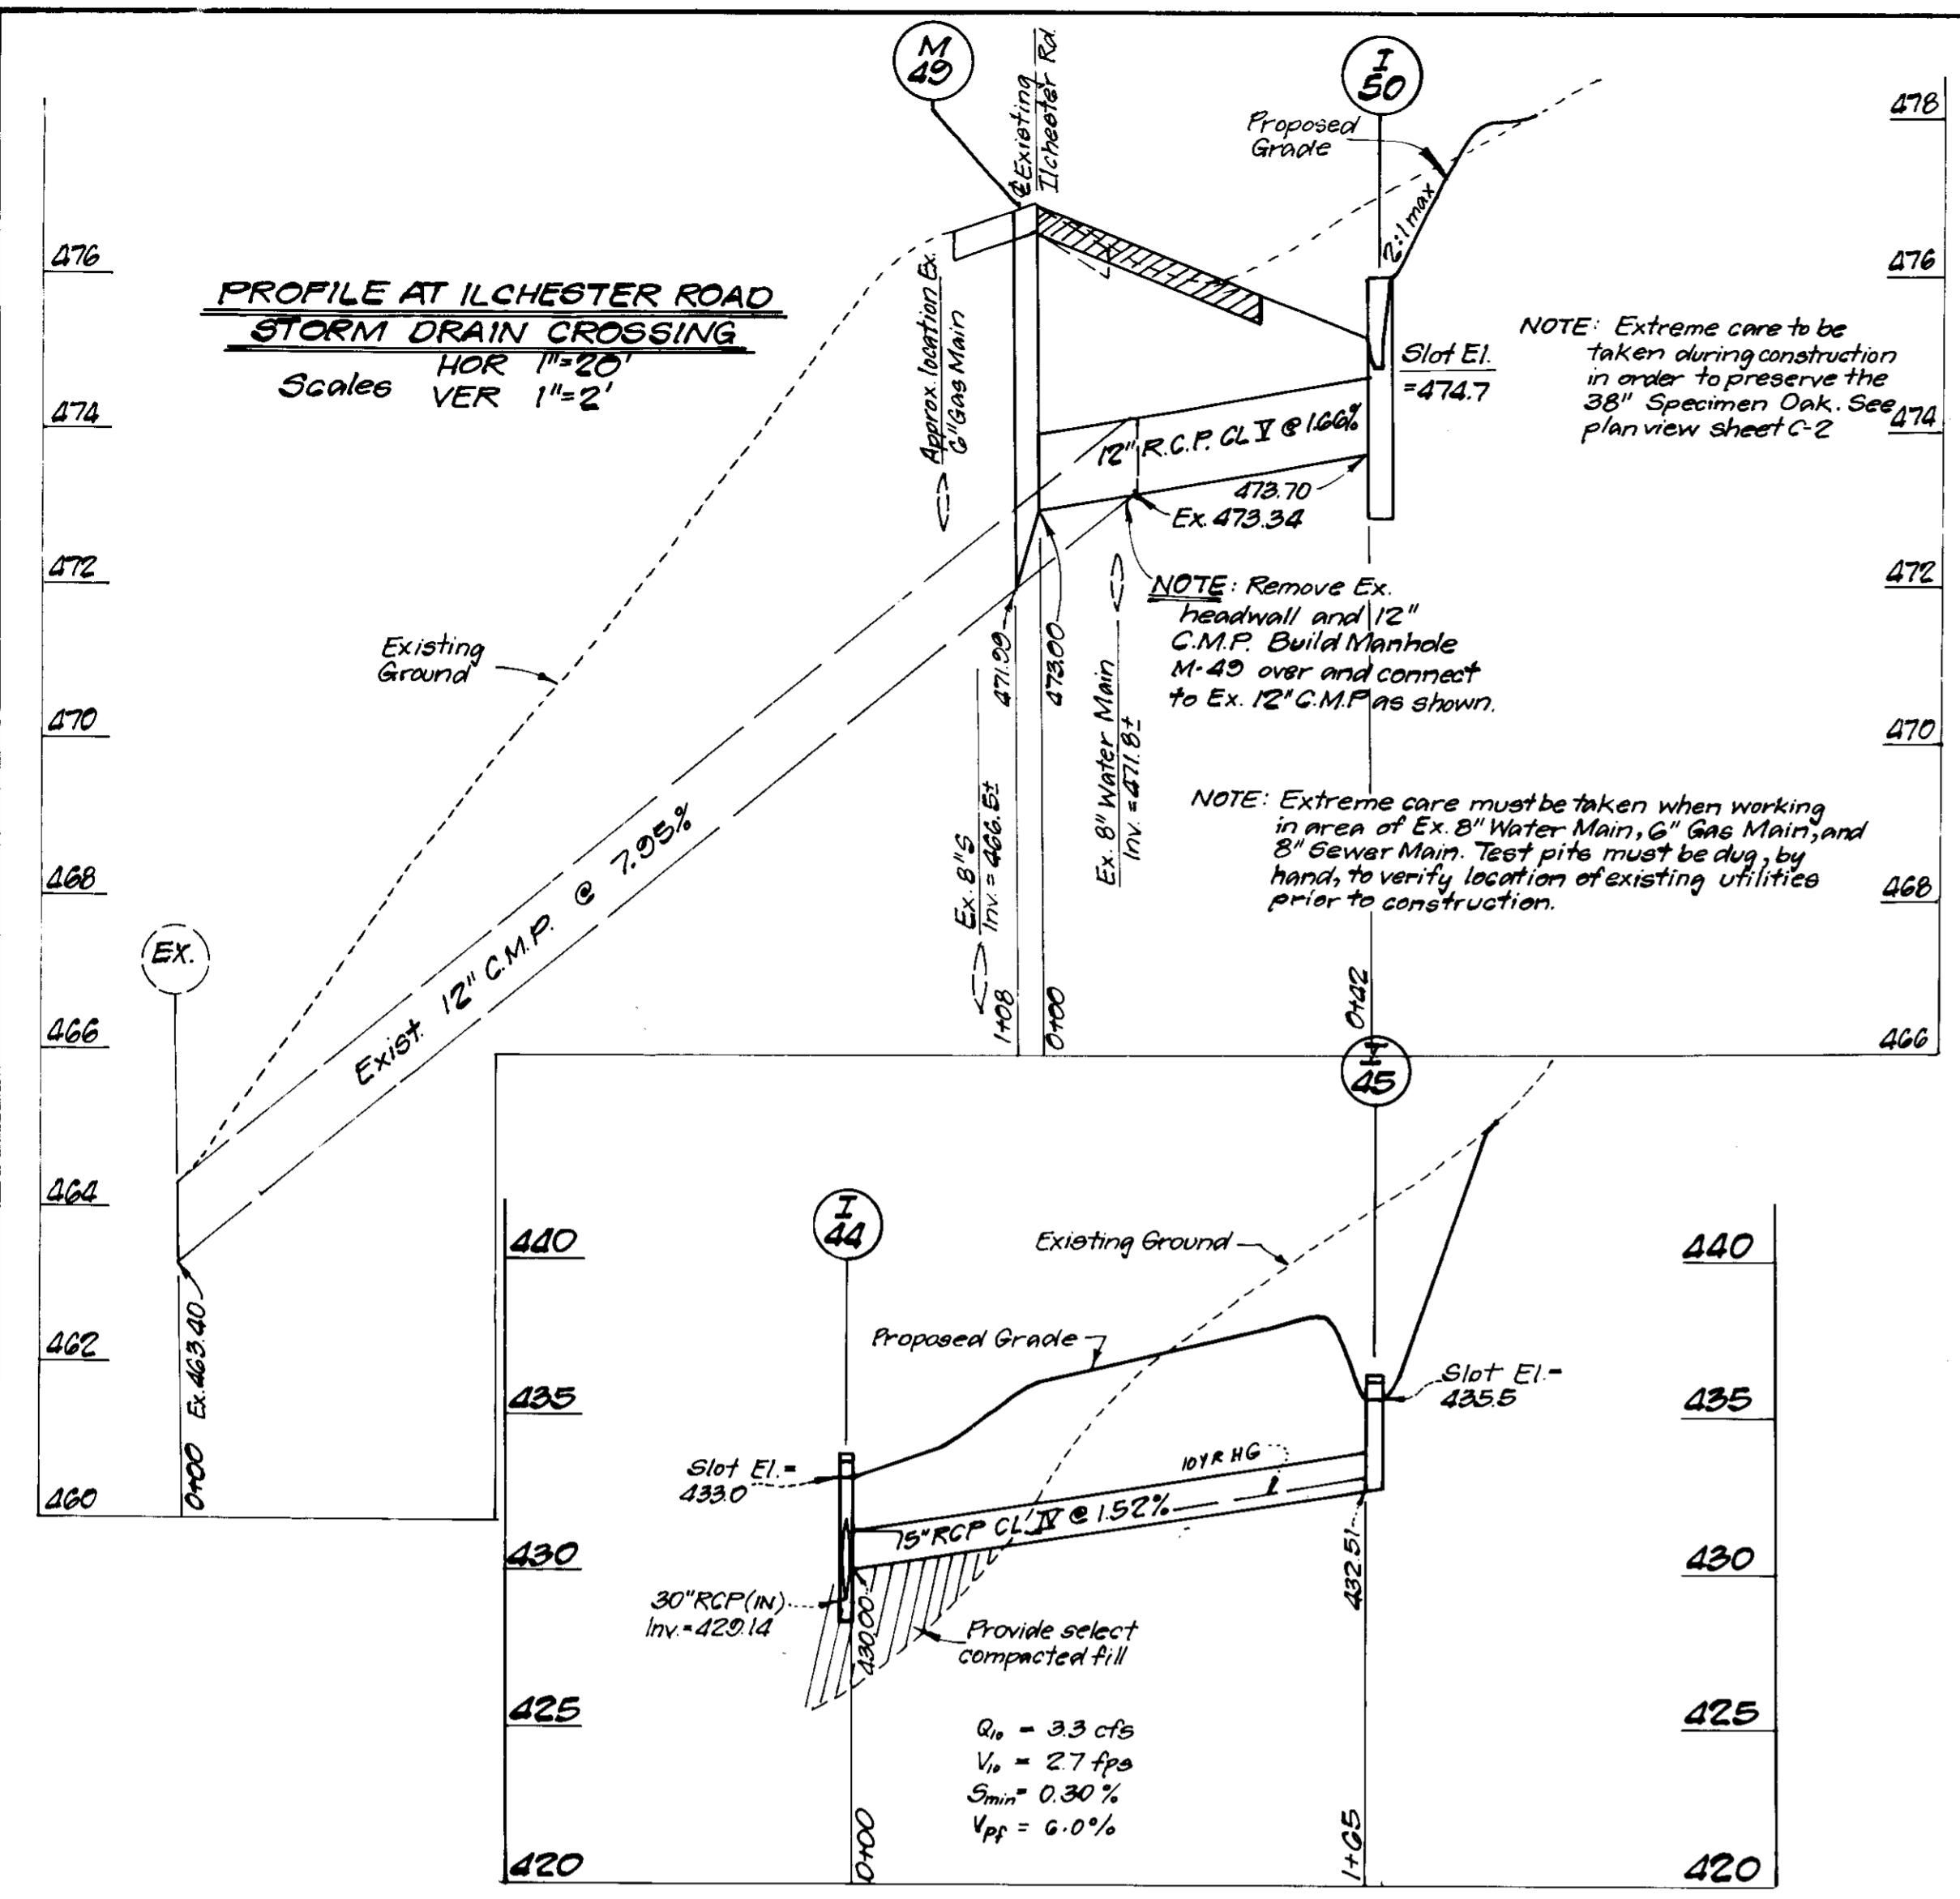 M
49
℄ Existing
Ilchester Rd.
I
50
Proposed
Grade
2:1 max
478
476
476
PROFILE AT ILCHESTER ROAD
STORM DRAIN CROSSING
HOR 1"=20'
Scales VER 1"=2'
Approx. location Ex.
6" Gas Main
Slot El.
=474.7
NOTE: Extreme care to be
taken during construction
in order to preserve the
38" Specimen Oak. See
plan view sheet C-2
474
474
12" R.C.P. CL V @ 1.66%
473.70
Ex. 473.34
472
472
NOTE: Remove Ex.
headwall and 12"
C.M.P. Build Manhole
M-49 over and connect
to Ex. 12" C.M.P as shown.
471.99
473.00
Existing
Ground
Ex. 8" Water Main
Inv. = 471.8±
470
470
Ex. 8" S
Inv. = 466.5±
NOTE: Extreme care must be taken when working
in area of Ex. 8" Water Main, 6" Gas Main, and
8" Sewer Main. Test pits must be dug, by
hand, to verify location of existing utilities
prior to construction.
468
468
Exist. 12" C.M.P. @ 7.95%
EX.
1+08
0+00
0+42
466
466
464
462
460
0+00 Ex. 463.40
I
45
I
44
440
440
Existing Ground
Proposed Grade
Slot El.=
435.5
435
435
Slot El.=
433.0
10YR HG
15" RCP CL IV @ 1.52%
430
430
432.51
30" RCP (IN)
Inv.=429.14
430.00
Provide select
compacted fill
425
425
Q10 = 3.3 cfs
V10 = 2.7 fps
Smin = 0.30 %
Vpf = 6.0%
0+00
1+65
420
420